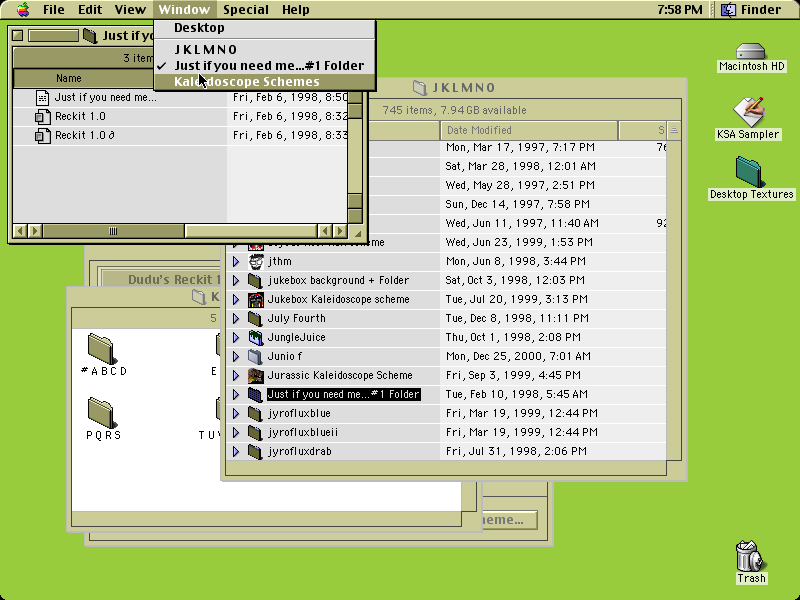 File Edit View Window Special Help 7:58 PM Finder
Desktop
J K L M N O
✓ Just if you need me...#1 Folder
Kaleidoscope Schemes
Just if yo
3 item
Name
Just if you need me... Fri, Feb 6, 1998, 8:50
Reckit 1.0 Fri, Feb 6, 1998, 8:32
Reckit 1.0 ∂ Fri, Feb 6, 1998, 8:33
J K L M N O
745 items, 7.94 GB available
Date Modified S
Mon, Mar 17, 1997, 7:17 PM 76
Sat, Mar 28, 1998, 12:01 AM
Wed, May 28, 1997, 2:51 PM
Sun, Dec 14, 1997, 7:58 PM
Wed, Jun 11, 1997, 11:40 AM 92
Wed, Jun 23, 1999, 1:53 PM
jthm Mon, Jun 8, 1998, 3:44 PM
jukebox background + Folder Sat, Oct 3, 1998, 12:03 PM
Jukebox Kaleidoscope scheme Tue, Jul 20, 1999, 3:13 PM
July Fourth Tue, Dec 8, 1998, 11:11 PM
JungleJuice Thu, Oct 1, 1998, 2:08 PM
Junio f Mon, Dec 25, 2000, 7:01 AM
Jurassic Kaleidoscope Scheme Fri, Sep 3, 1999, 4:45 PM
Just if you need me...#1 Folder Tue, Feb 10, 1998, 5:45 AM
jyrofluxblue Fri, Mar 19, 1999, 12:44 PM
jyrofluxblueii Fri, Mar 19, 1999, 12:44 PM
jyrofluxdrab Fri, Jul 31, 1998, 2:06 PM
Dudu's Reckit 1
K
5
#ABCD
E
PQRS
TUV
eme...
Macintosh HD
KSA Sampler
Desktop Textures
Trash